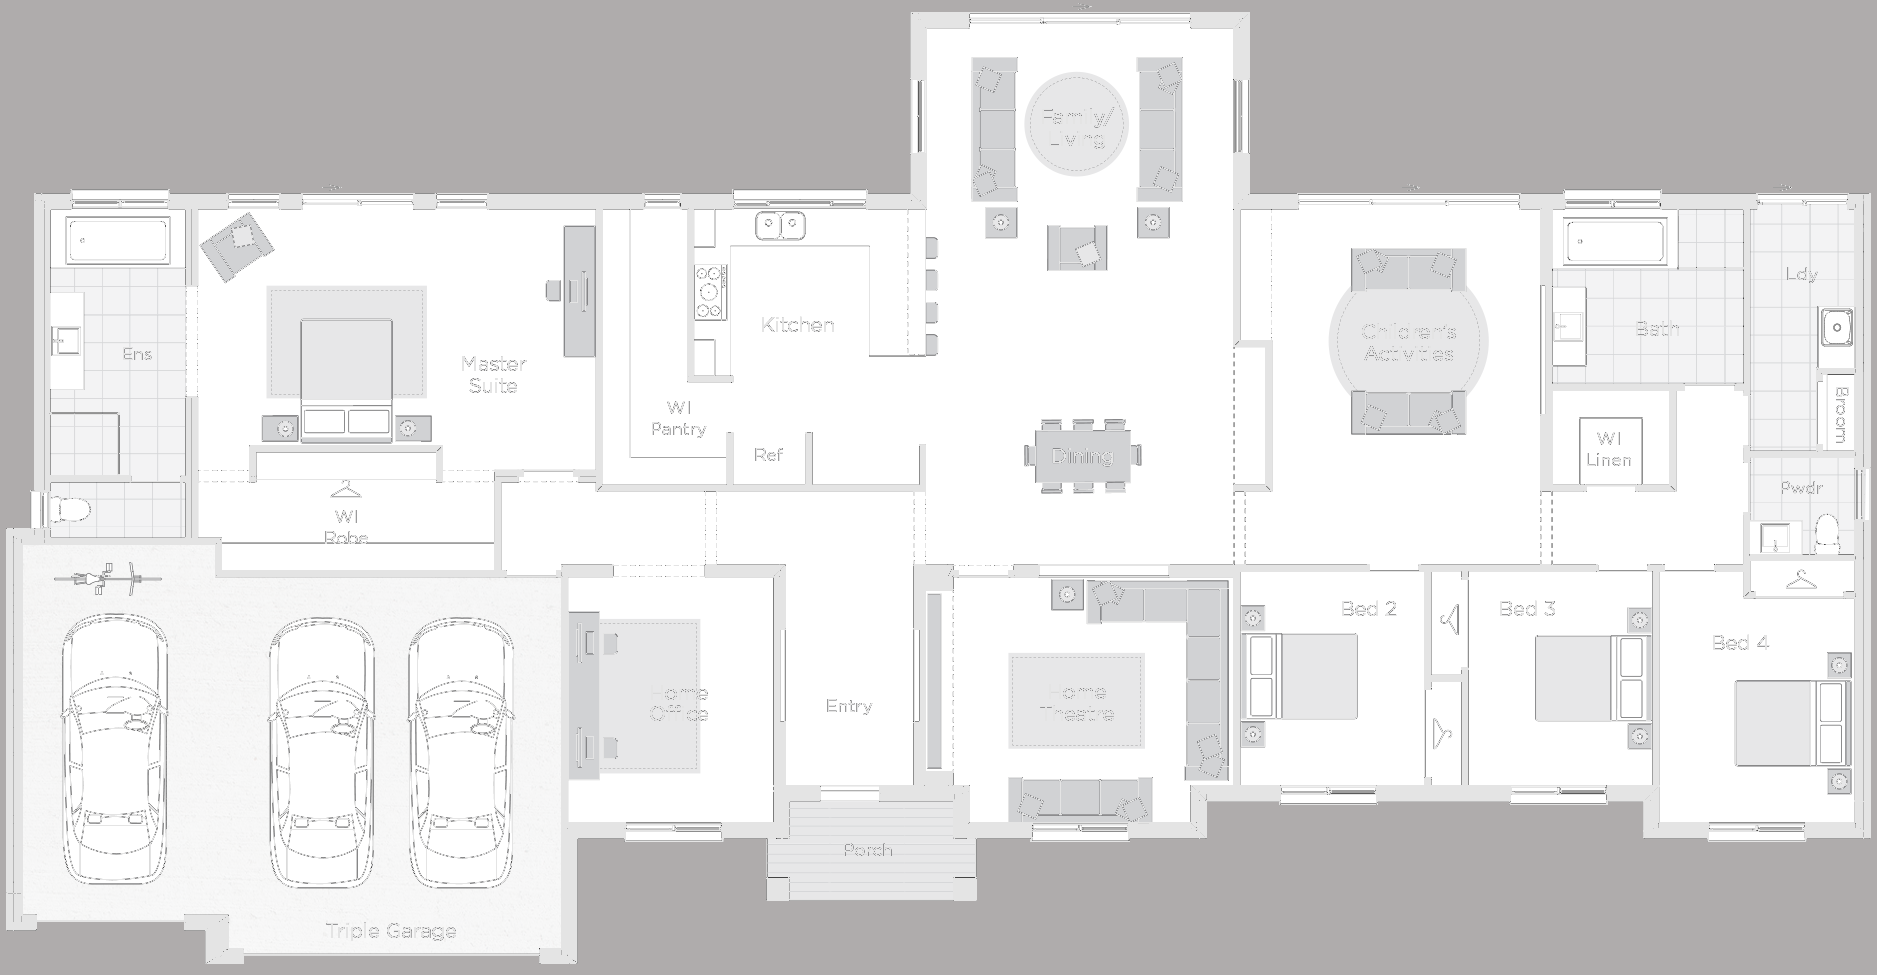 Family/
Living
Ldy
Kitchen
Children's
Activities
Bath
Ens
Master
Suite
Broom
WI
Pantry
Ref
Dining
WI
Linen
Pwdr
WI
Robe
Bed 2
Bed 3
Bed 4
Home
Office
Entry
Home
Theatre
Porch
Triple Garage